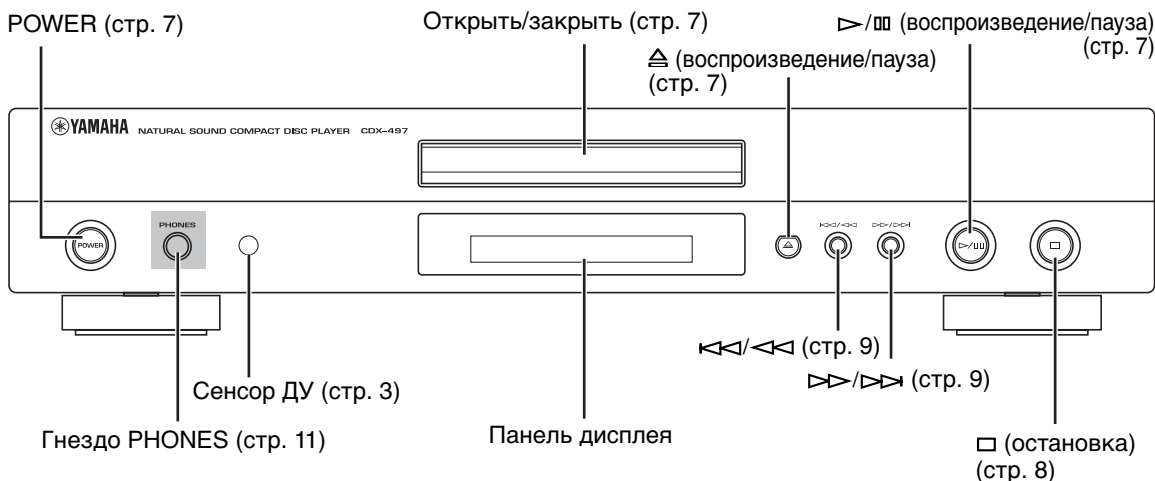 POWER (стр. 7)
Открыть/закрыть (стр. 7)
▷/▯▯ (воспроизведение/пауза)
(стр. 7)
⏏ (воспроизведение/пауза)
(стр. 7)
YAMAHA NATURAL SOUND COMPACT DISC PLAYER CDX–497
PHONES
POWER
|◁◁/◁◁
▷▷/▷▷|
⏏
▷/▯▯
□
|◁◁/◁◁ (стр. 9)
▷▷/▷▷| (стр. 9)
Сенсор ДУ (стр. 3)
Гнездо PHONES (стр. 11)
Панель дисплея
□ (остановка)
(стр. 8)